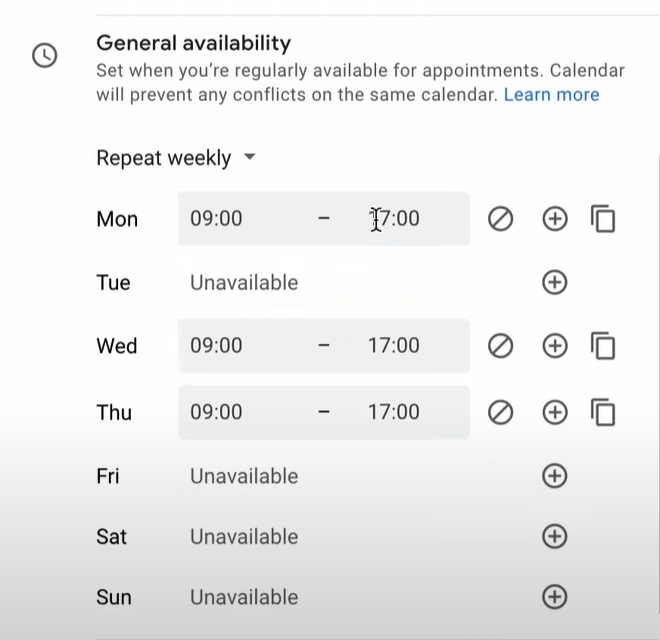 General availability
Set when you're regularly available for appointments. Calendar
will prevent any conflicts on the same calendar. Learn more
Repeat weekly
Mon 09:00 – 17:00
Tue Unavailable
Wed 09:00 – 17:00
Thu 09:00 – 17:00
Fri Unavailable
Sat Unavailable
Sun Unavailable